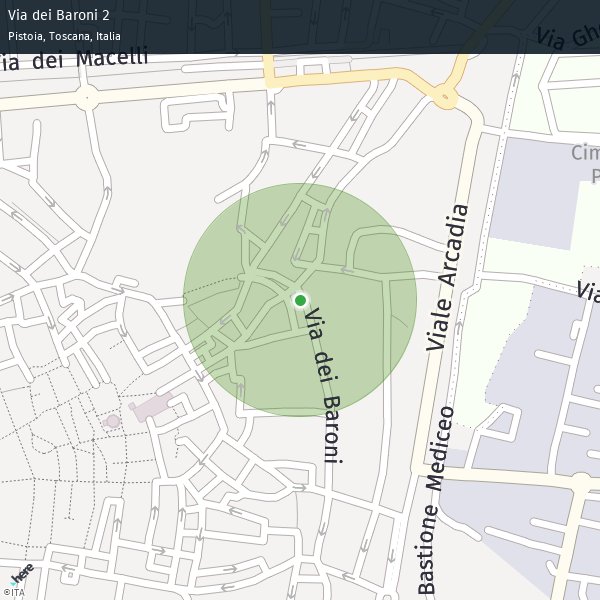 Via dei Baroni 2
Pistoia, Toscana, Italia
ia dei Macelli
Via Gh
Cim
P
Viale Arcadia
Via
Via dei Baroni
Bastione Mediceo
here
©ITA